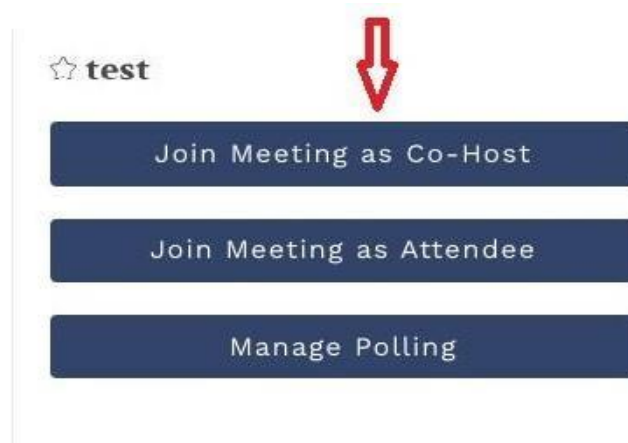 test
Join Meeting as Co-Host
Join Meeting as Attendee
Manage Polling